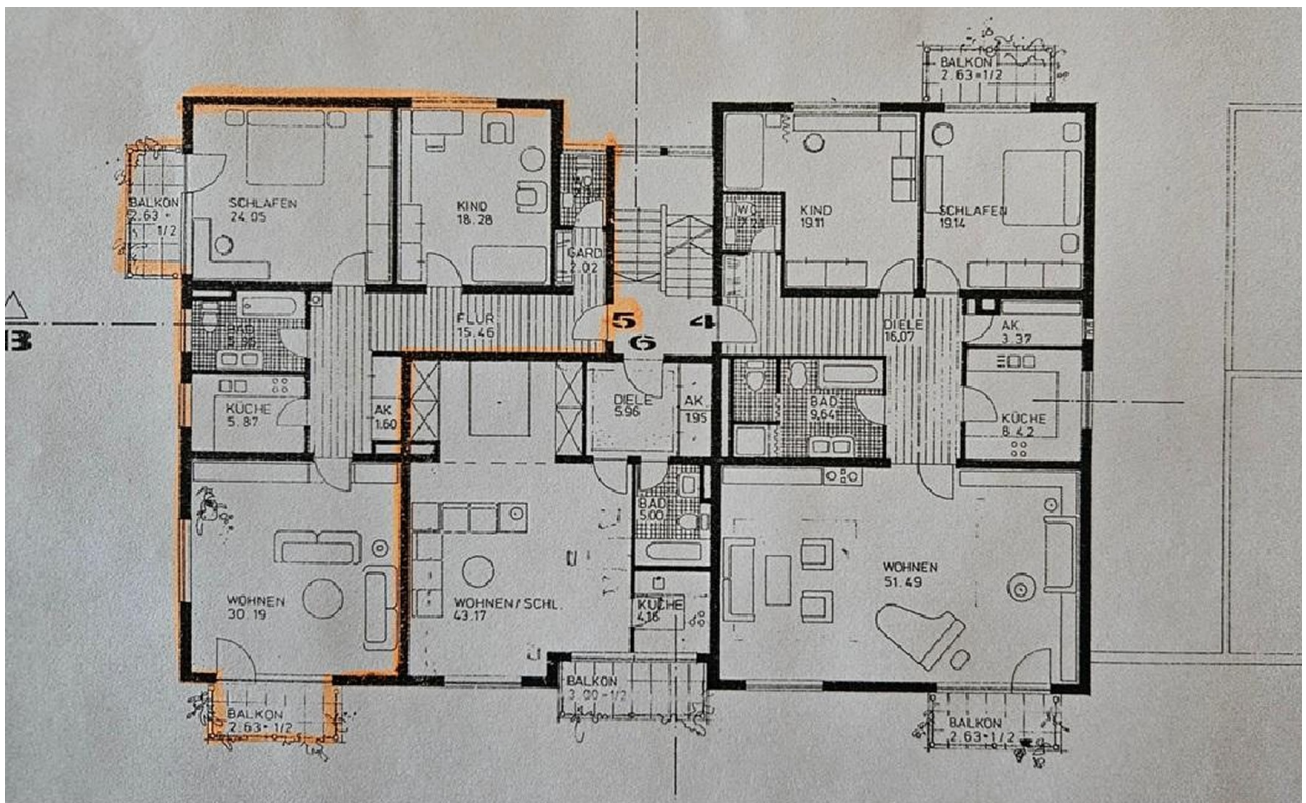 BALKON
2.63=1/2
BALKON
2.63=
1/2
SCHLAFEN
24.05
KIND
18.28
WC
GARD.
2.02
WC
KIND
19.11
SCHLAFEN
19.14
B
BAD
FLUR
15.46
5
4
6
DIELE
16.07
AK
3.37
KÜCHE
5.87
AK
1.60
DIELE
5.96
AK
1.95
BAD
9.64
KÜCHE
8.42
BAD
5.00
WOHNEN
30.19
WOHNEN/SCHL.
43.17
KÜCHE
4.16
WOHNEN
51.49
BALKON
3.00=1/2
BALKON
2.63=1/2
BALKON
2.63=1/2